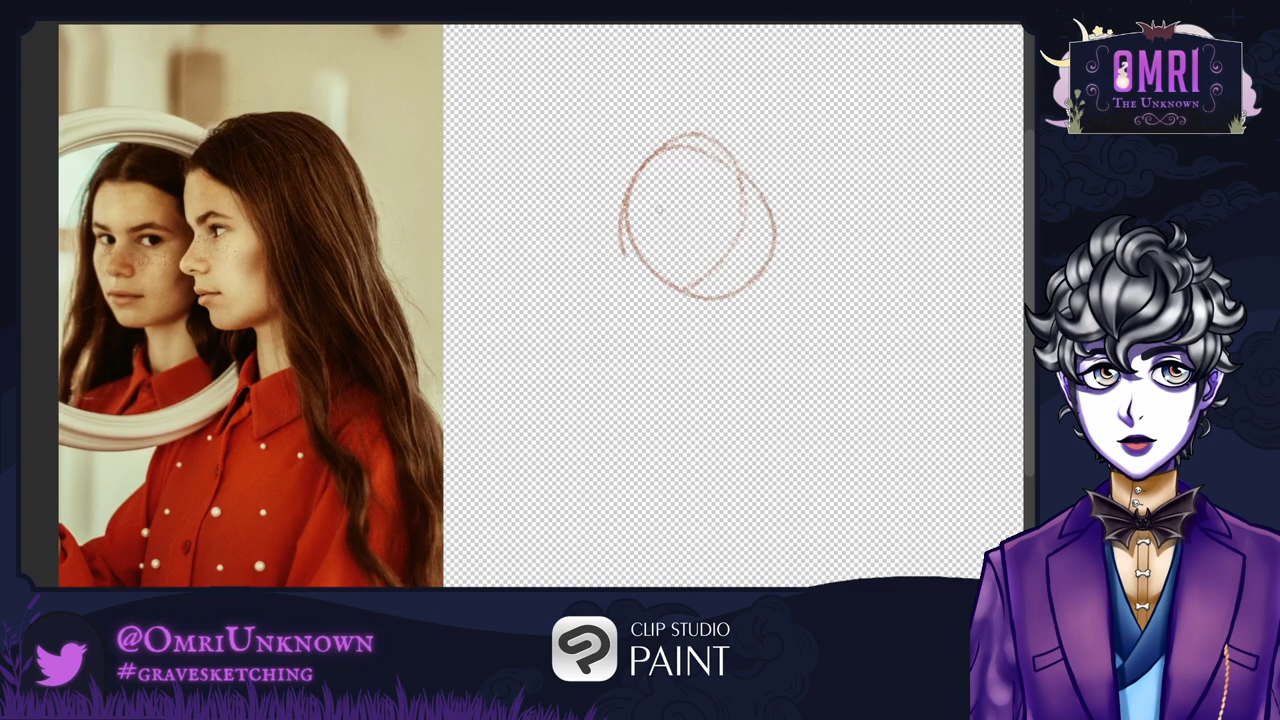 OMRI
The Unknown
@OmriUnknown
#gravesketching
CLIP STUDIO
PAINT